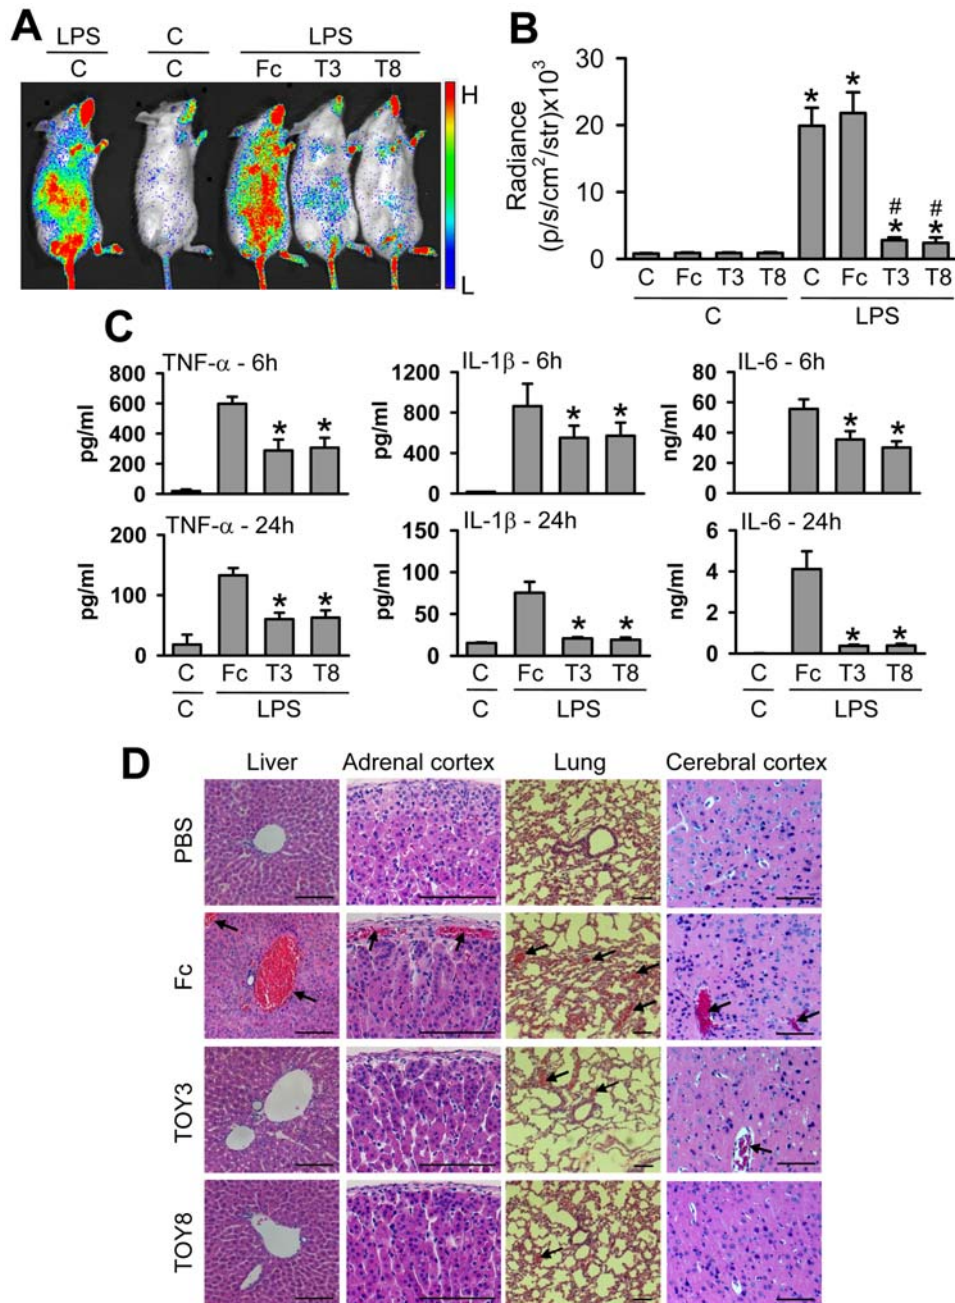 A
LPS C LPS
C C Fc T3 T8
H
L
B
Radiance
(p/s/cm²/str)x10³
30
20
10
0
* * # # * *
C Fc T3 T8 C Fc T3 T8
C LPS
C
TNF-α - 6h IL-1β - 6h IL-6 - 6h
pg/ml
800
600
400
200
0
* *
pg/ml
1200
800
400
0
* *
ng/ml
80
60
40
20
0
* *
TNF-α - 24h IL-1β - 24h IL-6 - 24h
pg/ml
200
100
0
* *
pg/ml
150
100
50
0
* *
ng/ml
6
4
2
0
* *
C Fc T3 T8 C Fc T3 T8 C Fc T3 T8
C LPS C LPS C LPS
D
Liver Adrenal cortex Lung Cerebral cortex
PBS
Fc
TOY3
TOY8